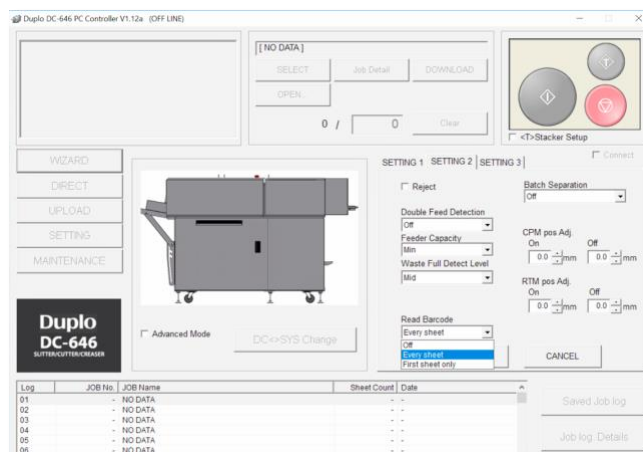 Duplo DC-646 PC Controller V1.12a (OFF LINE)
[ NO DATA ]
SELECT Job Detail DOWNLOAD
OPEN...
0 / 0 Clear
<T>Stacker Setup
Connect
WIZARD
DIRECT
UPLOAD
SETTING
MAINTENANCE
Duplo
DC-646
SLITTER/CUTTER/CREASER
Advanced Mode
DC<>SYS Change
SETTING 1 SETTING 2 SETTING 3
Reject
Batch Separation
Off
Double Feed Detection
Off
Feeder Capacity
Min
Waste Full Detect Level
Mid
CPM pos Adj.
On Off
0.0 mm 0.0 mm
RTM pos Adj.
On Off
0.0 mm 0.0 mm
Read Barcode
Every sheet
Off
Every sheet
First sheet only
CANCEL
Log JOB No. JOB Name Sheet Count Date
01 - NO DATA - -
02 - NO DATA - -
03 - NO DATA - -
04 - NO DATA - -
05 - NO DATA - -
06 - NO DATA - -
Saved Job log
Job log Details